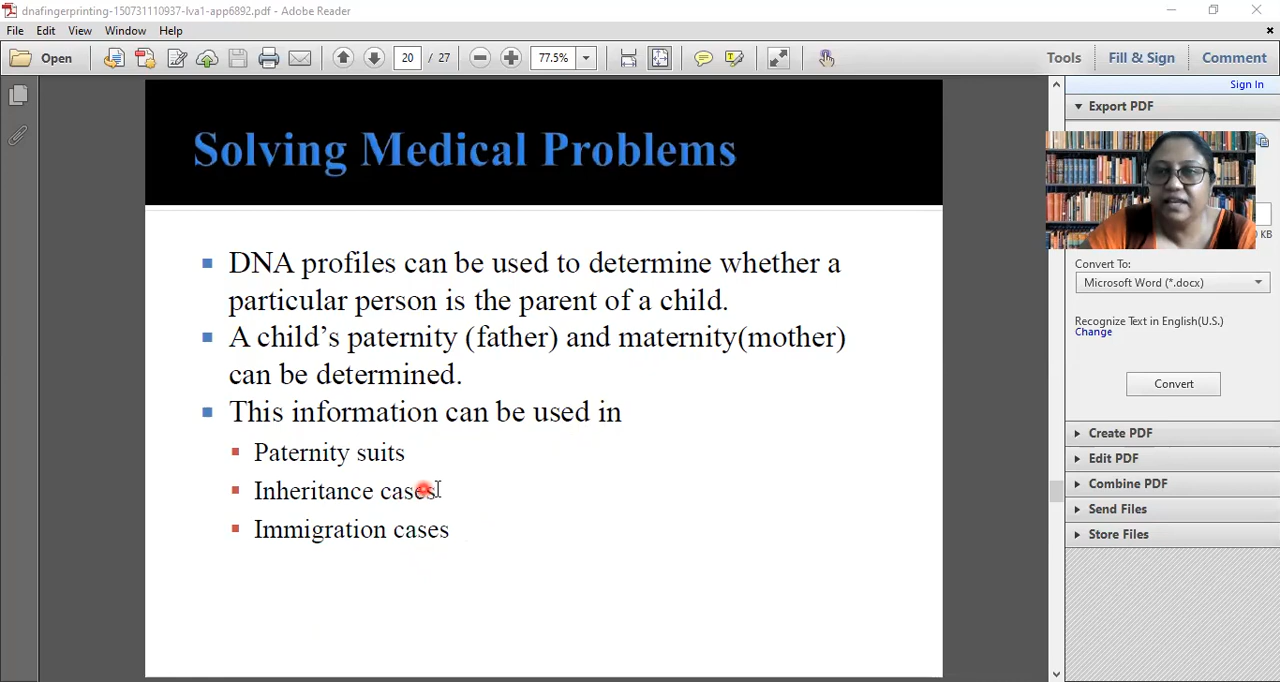 dnafingerprinting-150731110937-lva1-app6892.pdf - Adobe Reader
File Edit View Window Help
Open 20 / 27 77.5% Tools Fill & Sign Comment
Sign In
Export PDF
Solving Medical Problems
KB
DNA profiles can be used to determine whether a
particular person is the parent of a child.
A child's paternity (father) and maternity(mother)
can be determined.
This information can be used in
Paternity suits
Inheritance cases
Immigration cases
Convert To:
Microsoft Word (*.docx)
Recognize Text in English(U.S.)
Change
Convert
Create PDF
Edit PDF
Combine PDF
Send Files
Store Files